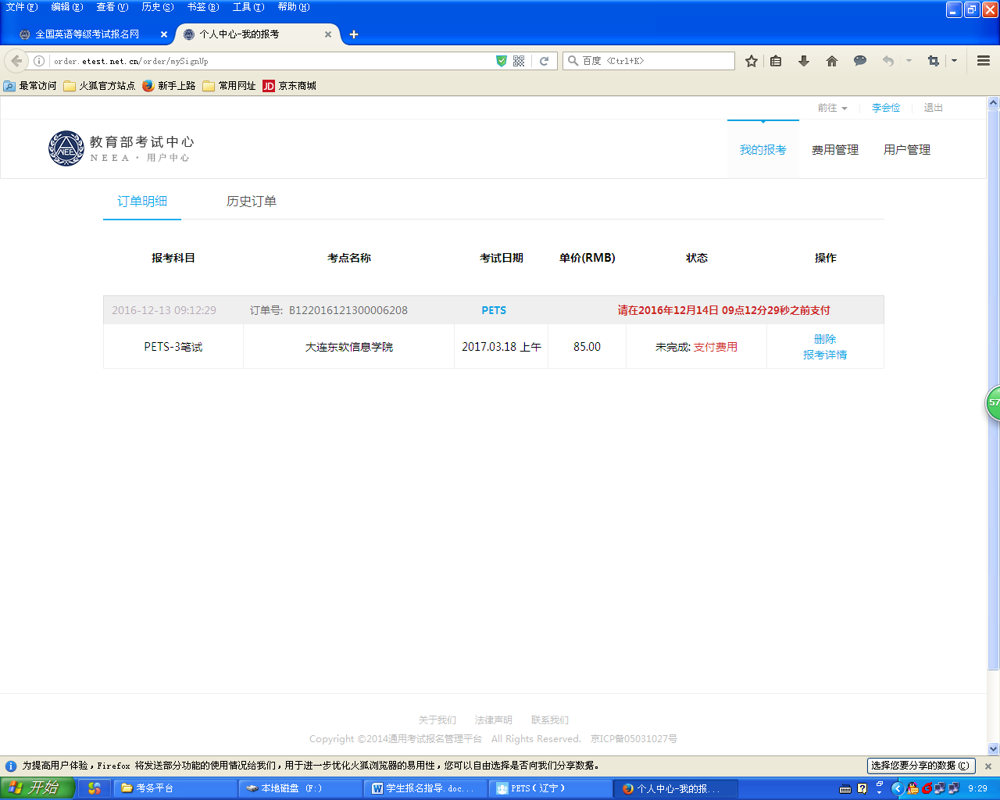 文件(F) 编辑(E) 查看(V) 历史(S) 书签(B) 工具(T) 帮助(H)
全国英语等级考试报名网 个人中心-我的报考
order.etest.net.cn/order/mySignUp 百度 <Ctrl+K>
最常访问 火狐官方站点 新手上路 常用网址 JD 京东商城
前往 李会俭 退出
NEE 教育部考试中心
NEEA · 用户中心
我的报考 费用管理 用户管理
订单明细 历史订单
报考科目 考点名称 考试日期 单价(RMB) 状态 操作
2016-12-13 09:12:29 订单号: B122016121300006208 PETS 请在2016年12月14日 09点12分29秒之前支付
PETS-3笔试 大连东软信息学院 2017.03.18 上午 85.00 未完成: 支付费用 删除
报考详情
57
关于我们 法律声明 联系我们
Copyright ©2014通用考试报名管理平台 All Rights Reserved. 京ICP备05031027号
为提高用户体验，Firefox 将发送部分功能的使用情况给我们，用于进一步优化火狐浏览器的易用性，您可以自由选择是否向我们分享数据。 选择您要分享的数据(C)
开始 考务平台 本地磁盘 (F:) 学生报名指导.doc... PETS(辽宁) 个人中心-我的报... 9:29